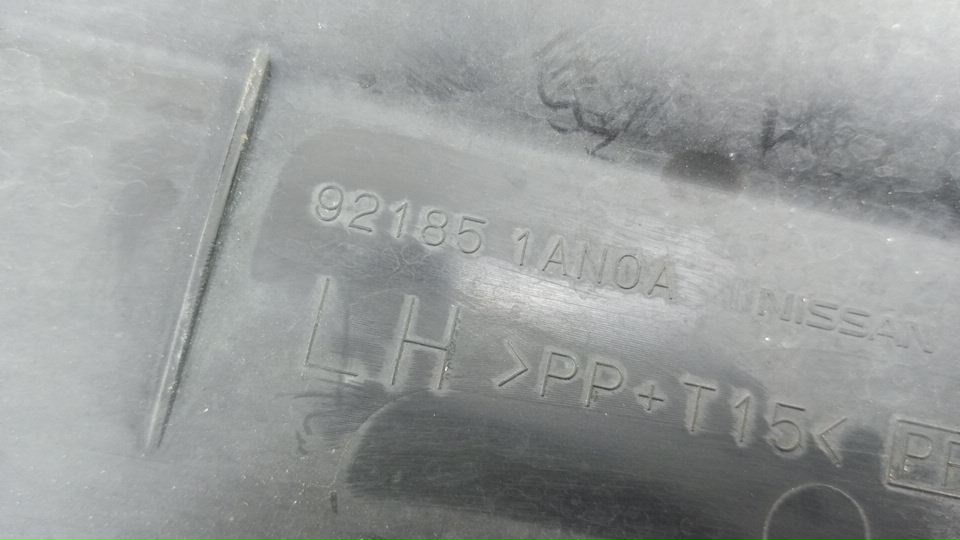 92185 1AN0A NISSAN
LH >PP+T15<